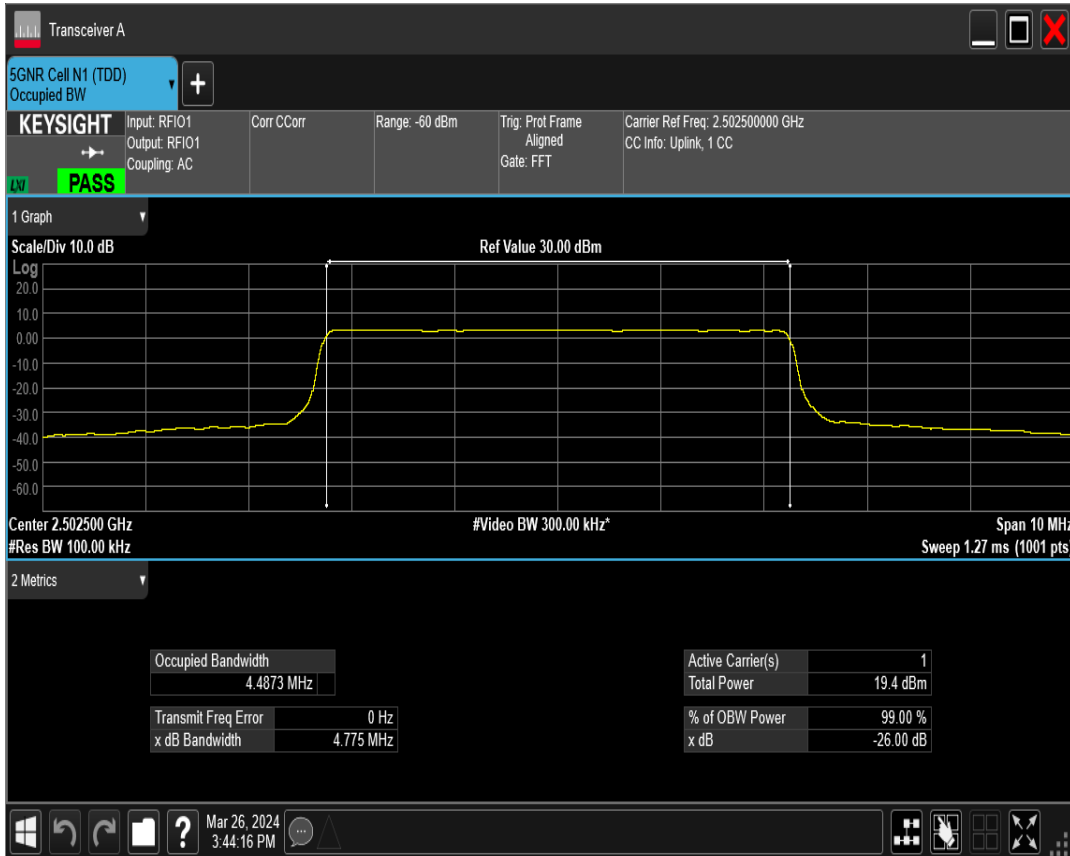 Transceiver A
5GNR Cell N1 (TDD)
Occupied BW
+
KEYSIGHT
LXI
PASS
Input: RFIO1
Output: RFIO1
Coupling: AC
Corr CCorr
Range: -60 dBm
Trig: Prot Frame
Aligned
Gate: FFT
Carrier Ref Freq: 2.502500000 GHz
CC Info: Uplink, 1 CC
1 Graph
Scale/Div 10.0 dB
Ref Value 30.00 dBm
Log
20.0
10.0
0.00
-10.0
-20.0
-30.0
-40.0
-50.0
-60.0
Center 2.502500 GHz
#Video BW 300.00 kHz*
Span 10 MHz
#Res BW 100.00 kHz
Sweep 1.27 ms (1001 pts)
2 Metrics
Occupied Bandwidth
4.4873 MHz
Transmit Freq Error 0 Hz
x dB Bandwidth 4.775 MHz
Active Carrier(s) 1
Total Power 19.4 dBm
% of OBW Power 99.00 %
x dB -26.00 dB
?
Mar 26, 2024
3:44:16 PM